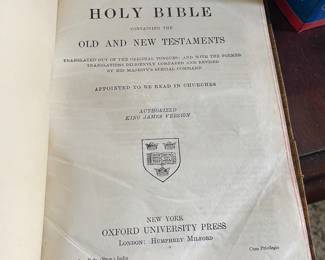 HOLY BIBLE
CONTAINING THE
OLD AND NEW TESTAMENTS
TRANSLATED OUT OF THE ORIGINAL TONGUES: AND WITH THE FORMER
TRANSLATIONS DILIGENTLY COMPARED AND REVISED
BY HIS MAJESTY'S SPECIAL COMMAND
APPOINTED TO BE READ IN CHURCHES
AUTHORIZED
KING JAMES VERSION
NEW YORK
OXFORD UNIVERSITY PRESS
LONDON: HUMPHREY MILFORD
Cum Privilegio